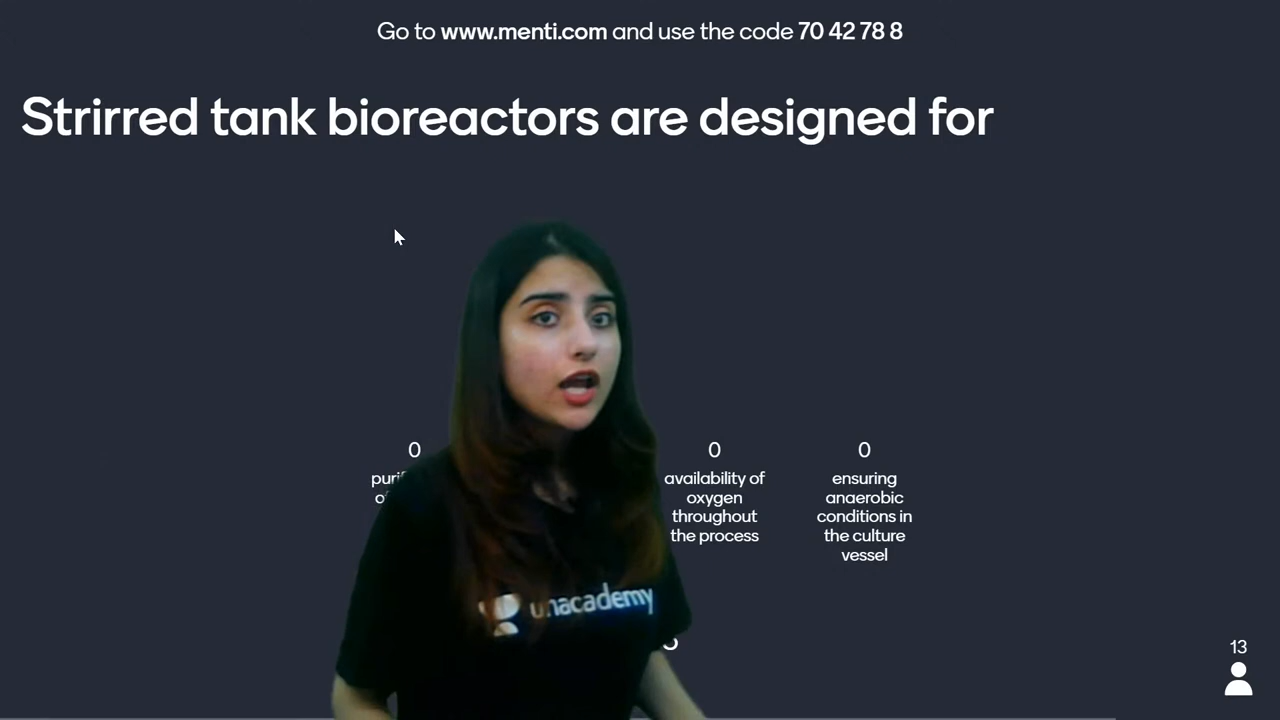 Go to www.menti.com and use the code 70 42 78 8
Strirred tank bioreactors are designed for
0
0
0
availability of
oxygen
throughout
the process
ensuring
anaerobic
conditions in
the culture
vessel
unacademy
13